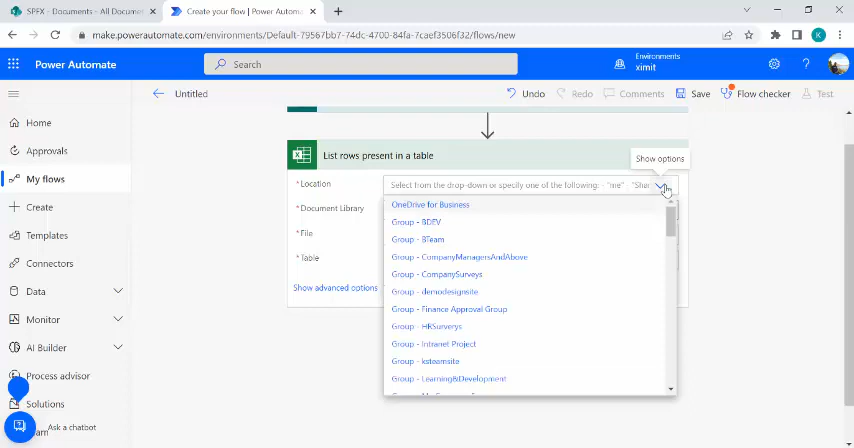 SPFX - Documents - All Documen
Create your flow | Power Automa
make.powerautomate.com/environments/Default-79567bb7-74dc-4700-84fa-7caef3506f32/flows/new
K
Power Automate
Search
Environments
ximit
Untitled
Undo
Redo
Comments
Save
Flow checker
Test
Home
Approvals
My flows
Create
Templates
Connectors
Data
Monitor
AI Builder
Process advisor
Solutions
Ask a chatbot
List rows present in a table
Show options
* Location
Select from the drop-down or specify one of the following: - "me" - "Shar
* Document Library
* File
* Table
Show advanced options
OneDrive for Business
Group - BDEV
Group - BTeam
Group - CompanyManagersAndAbove
Group - CompanySurveys
Group - demodesignsite
Group - Finance Approval Group
Group - HRSurverys
Group - Intranet Project
Group - ksteamsite
Group - Learning&Development